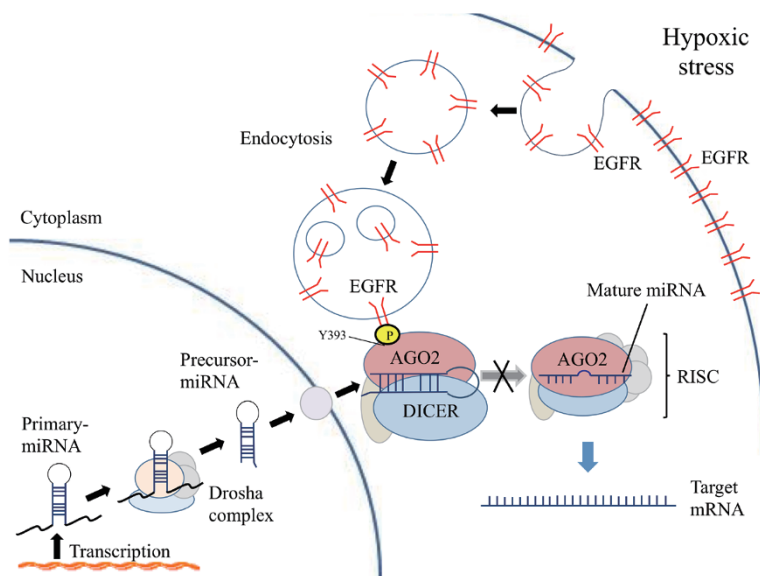 Hypoxic
stress
Endocytosis
EGFR
EGFR
Cytoplasm
Nucleus
EGFR
Mature miRNA
Y393
P
AGO2
DICER
AGO2
RISC
Precursor-
miRNA
Primary-
miRNA
Drosha
complex
Target
mRNA
Transcription